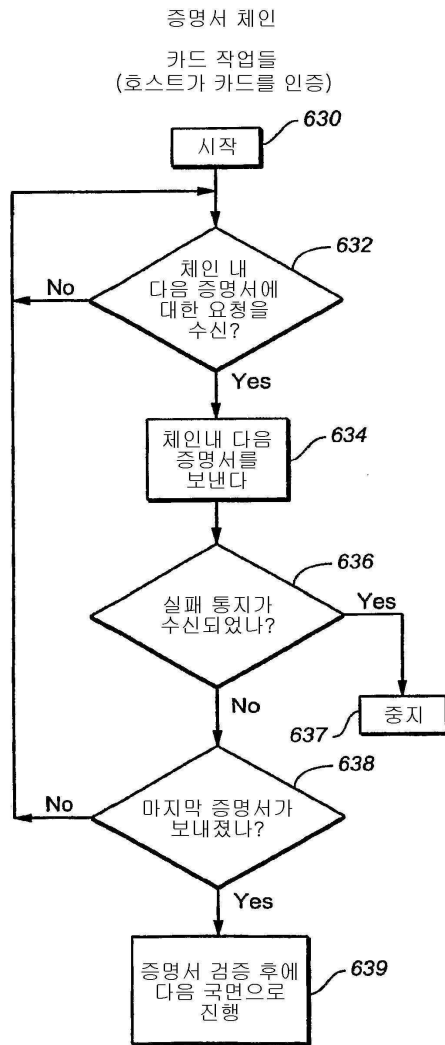 증명서 체인
카드 작업들
(호스트가 카드를 인증)
630
시작
632
체인 내
다음 증명서에
대한 요청을
수신?
No
Yes
634
체인내 다음
증명서를
보낸다
636
실패 통지가
수신되었나?
Yes
No
637
중지
638
마지막 증명서가
보내졌나?
No
Yes
639
증명서 검증 후에
다음 국면으로
진행